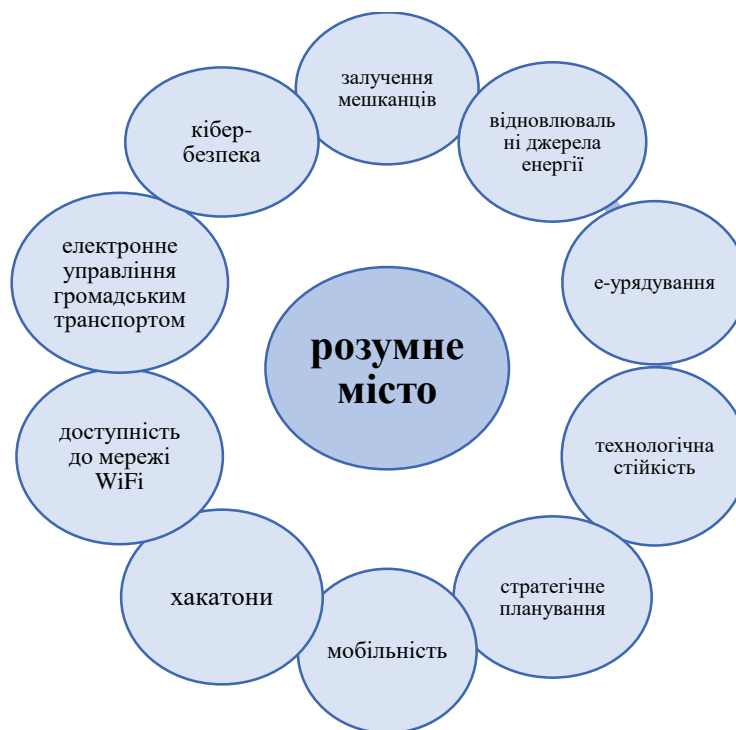 залучення
мешканців
відновлюваль
ні джерела
енергії
е-урядування
технологічна
стійкість
стратегічне
планування
мобільність
хакатони
доступність
до мережі
WiFi
електронне
управління
громадським
транспортом
кібер-
безпека
розумне
місто